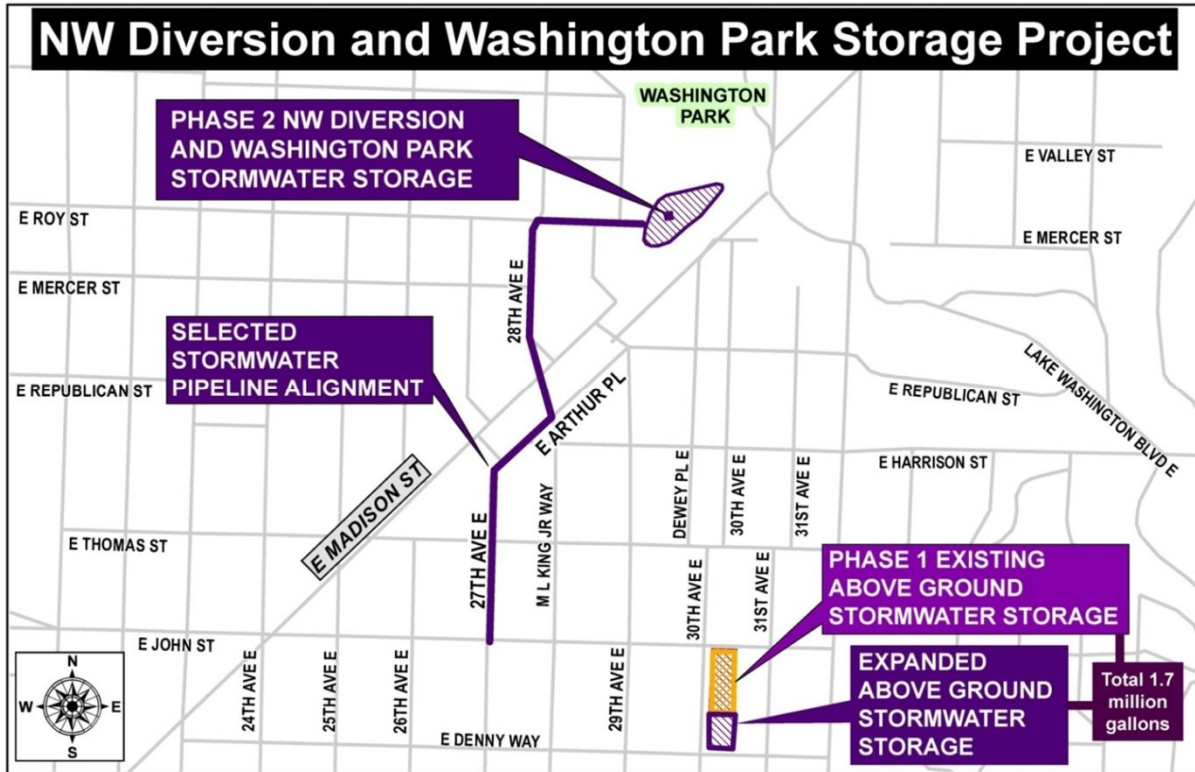 NW Diversion and Washington Park Storage Project
WASHINGTON
PARK
PHASE 2 NW DIVERSION
AND WASHINGTON PARK
STORMWATER STORAGE
E VALLEY ST
E ROY ST
E MERCER ST
E MERCER ST
28TH AVE E
SELECTED
STORMWATER
PIPELINE ALIGNMENT
E REPUBLICAN ST
E ARTHUR PL
LAKE WASHINGTON BLVD E
E REPUBLICAN ST
E MADISON ST
E HARRISON ST
DEWEY PL E
30TH AVE E
31ST AVE E
E THOMAS ST
27TH AVE E
M L KING JR WAY
30TH AVE E
31ST AVE E
PHASE 1 EXISTING
ABOVE GROUND
STORMWATER STORAGE
E JOHN ST
N
W
E
S
24TH AVE E
25TH AVE E
26TH AVE E
29TH AVE E
EXPANDED
ABOVE GROUND
STORMWATER
STORAGE
Total 1.7
million
gallons
E DENNY WAY